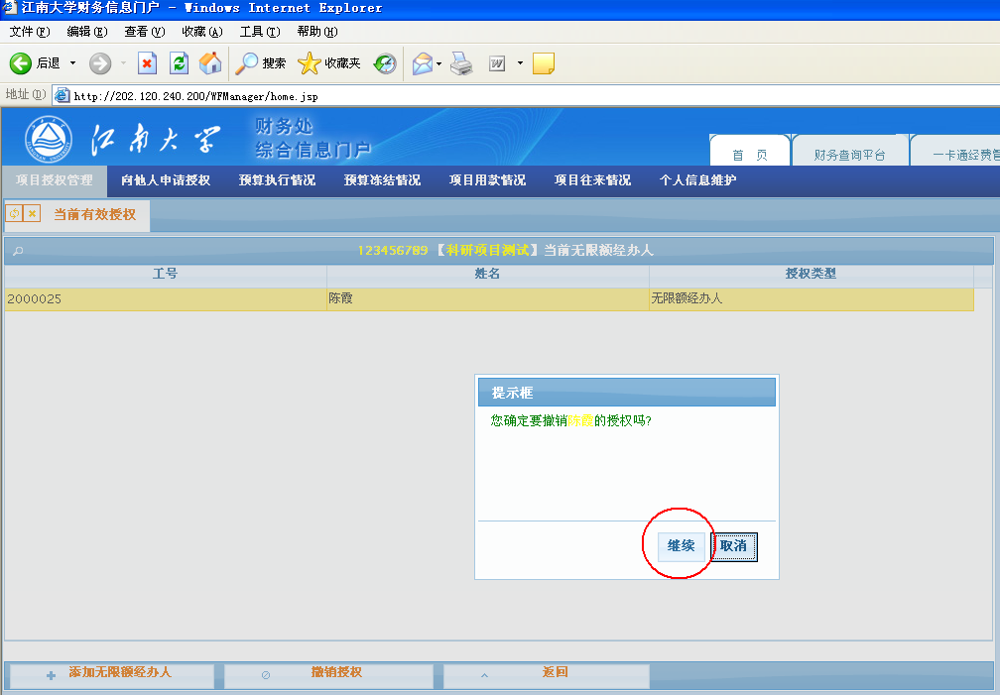 江南大学财务信息门户 - Windows Internet Explorer
文件(F) 编辑(E) 查看(V) 收藏(A) 工具(T) 帮助(H)
后退 搜索 收藏夹 W
地址(D) http://202.120.240.200/WFManager/home.jsp
江南大学 财务处
综合信息门户
首 页 财务查询平台 一卡通经费管
项目授权管理 向他人申请授权 预算执行情况 预算冻结情况 项目用款情况 项目往来情况 个人信息维护
当前有效授权
123456789 【科研项目测试】当前无限额经办人
工号 姓名 授权类型
2000025 陈霞 无限额经办人
提示框
您确定要撤销陈霞的授权吗?
继续 取消
添加无限额经办人 撤销授权 返回